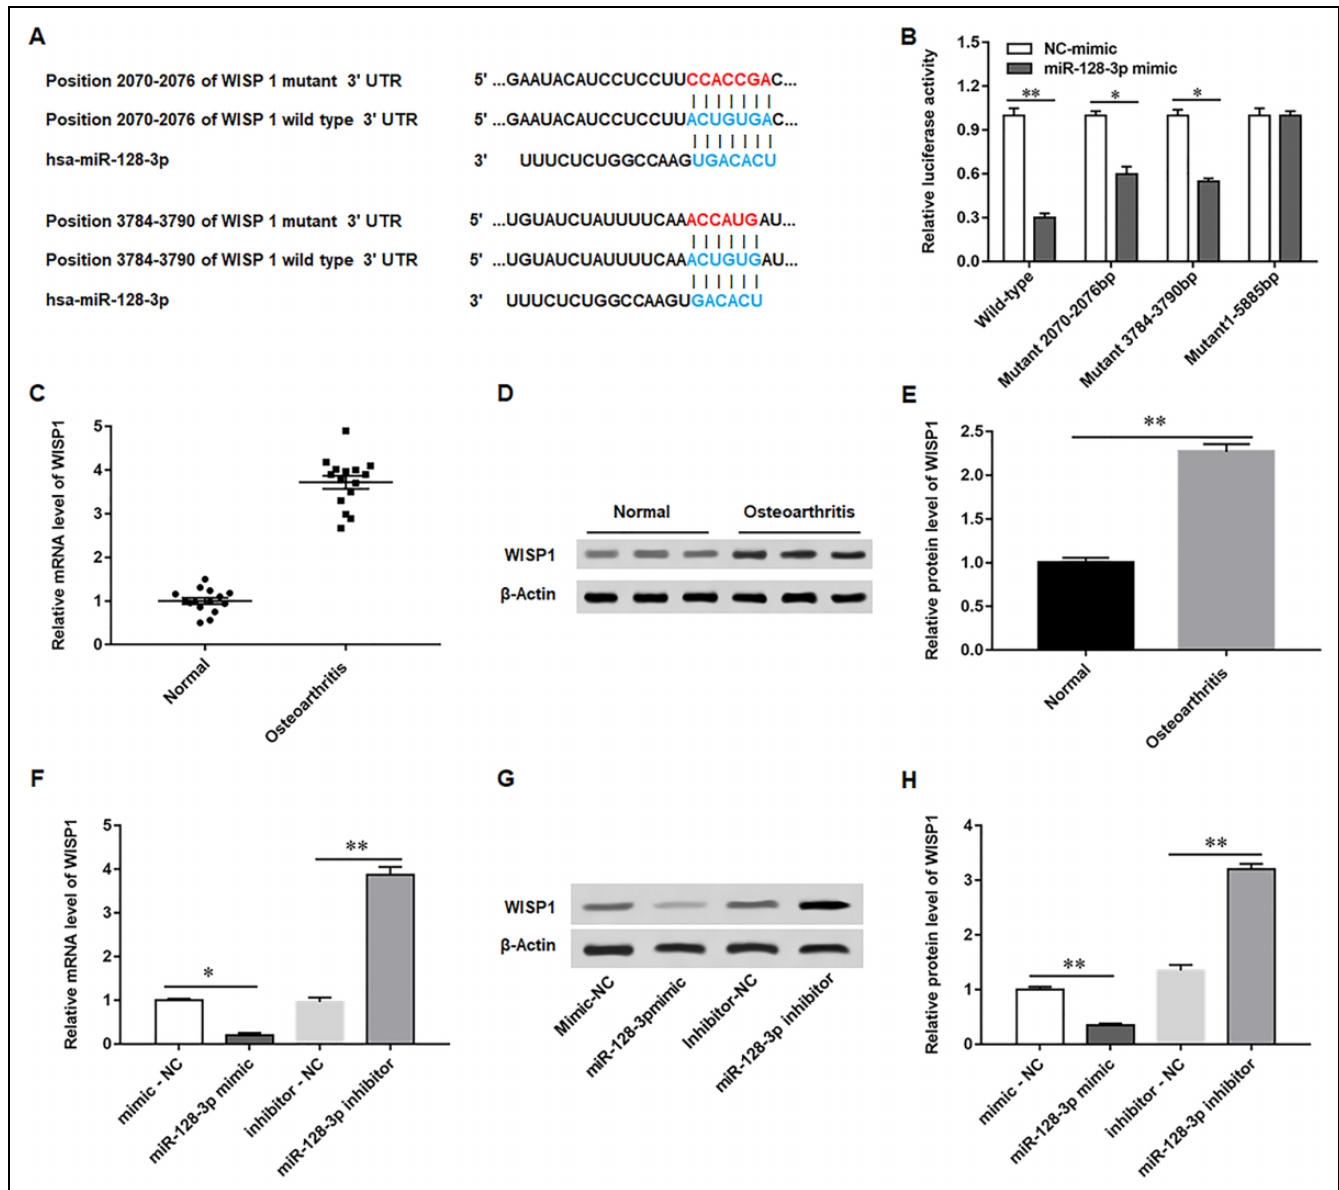 A
Position 2070-2076 of WISP 1 mutant 3' UTR 5' ...GAAUACAUCCUCCUUCCACCGAC...
Position 2070-2076 of WISP 1 wild type 3' UTR 5' ...GAAUACAUCCUCCUUACUGUGAC...
hsa-miR-128-3p 3' UUUCUCUGGCCAAGUGACACU
Position 3784-3790 of WISP 1 mutant 3' UTR 5' ...UGUAUCUAUUUUCAAACCAUGAU...
Position 3784-3790 of WISP 1 wild type 3' UTR 5' ...UGUAUCUAUUUUCAAACUGUGAU...
hsa-miR-128-3p 3' UUUCUCUGGCCAAGUGACACU
B
Relative luciferase activity
1.5
1.2
0.9
0.6
0.3
0.0
NC-mimic
miR-128-3p mimic
** * *
Wild-type
Mutant 2070-2076bp
Mutant 3784-3790bp
Mutant1-5885bp
C
Relative mRNA level of WISP1
5
4
3
2
1
0
Normal
Osteoarthritis
D
Normal Osteoarthritis
WISP1
β-Actin
E
Relative protein level of WISP1
2.5
2.0
1.5
1.0
0.5
0.0
**
Normal
Osteoarthritis
F
Relative mRNA level of WISP1
5
4
3
2
1
0
* **
mimic - NC
miR-128-3p mimic
inhibitor - NC
miR-128-3p inhibitor
G
WISP1
β-Actin
Mimic-NC
miR-128-3pmimic
Inhibitor-NC
miR-128-3p inhibitor
H
Relative protein level of WISP1
4
3
2
1
0
** **
mimic - NC
miR-128-3p mimic
inhibitor - NC
miR-128-3p inhibitor